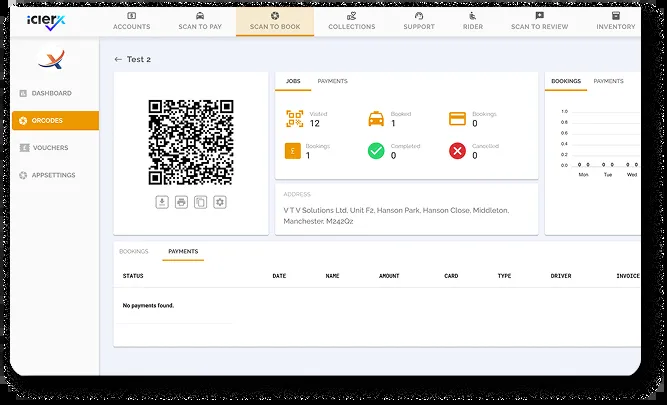 iclerx
ACCOUNTS
SCAN TO PAY
SCAN TO BOOK
COLLECTIONS
SUPPORT
RIDER
SCAN TO REVIEW
INVENTORY
DASHBOARD
QRCODES
VOUCHERS
APPSETTINGS
← Test 2
JOBS PAYMENTS
Visited
12
Booked
1
Bookings
0
£
Bookings
1
Completed
0
Cancelled
0
ADDRESS
V T V Solutions Ltd, Unit F2, Hanson Park, Hanson Close, Middleton,
Manchester, M242Qz
BOOKINGS PAYMENTS
1.0
0.8
0.6
0.4
0.2
0.0
0 0 0 0 0 0
Mon Tue Wed
BOOKINGS PAYMENTS
STATUS DATE NAME AMOUNT CARD TYPE DRIVER INVOICE
No payments found.